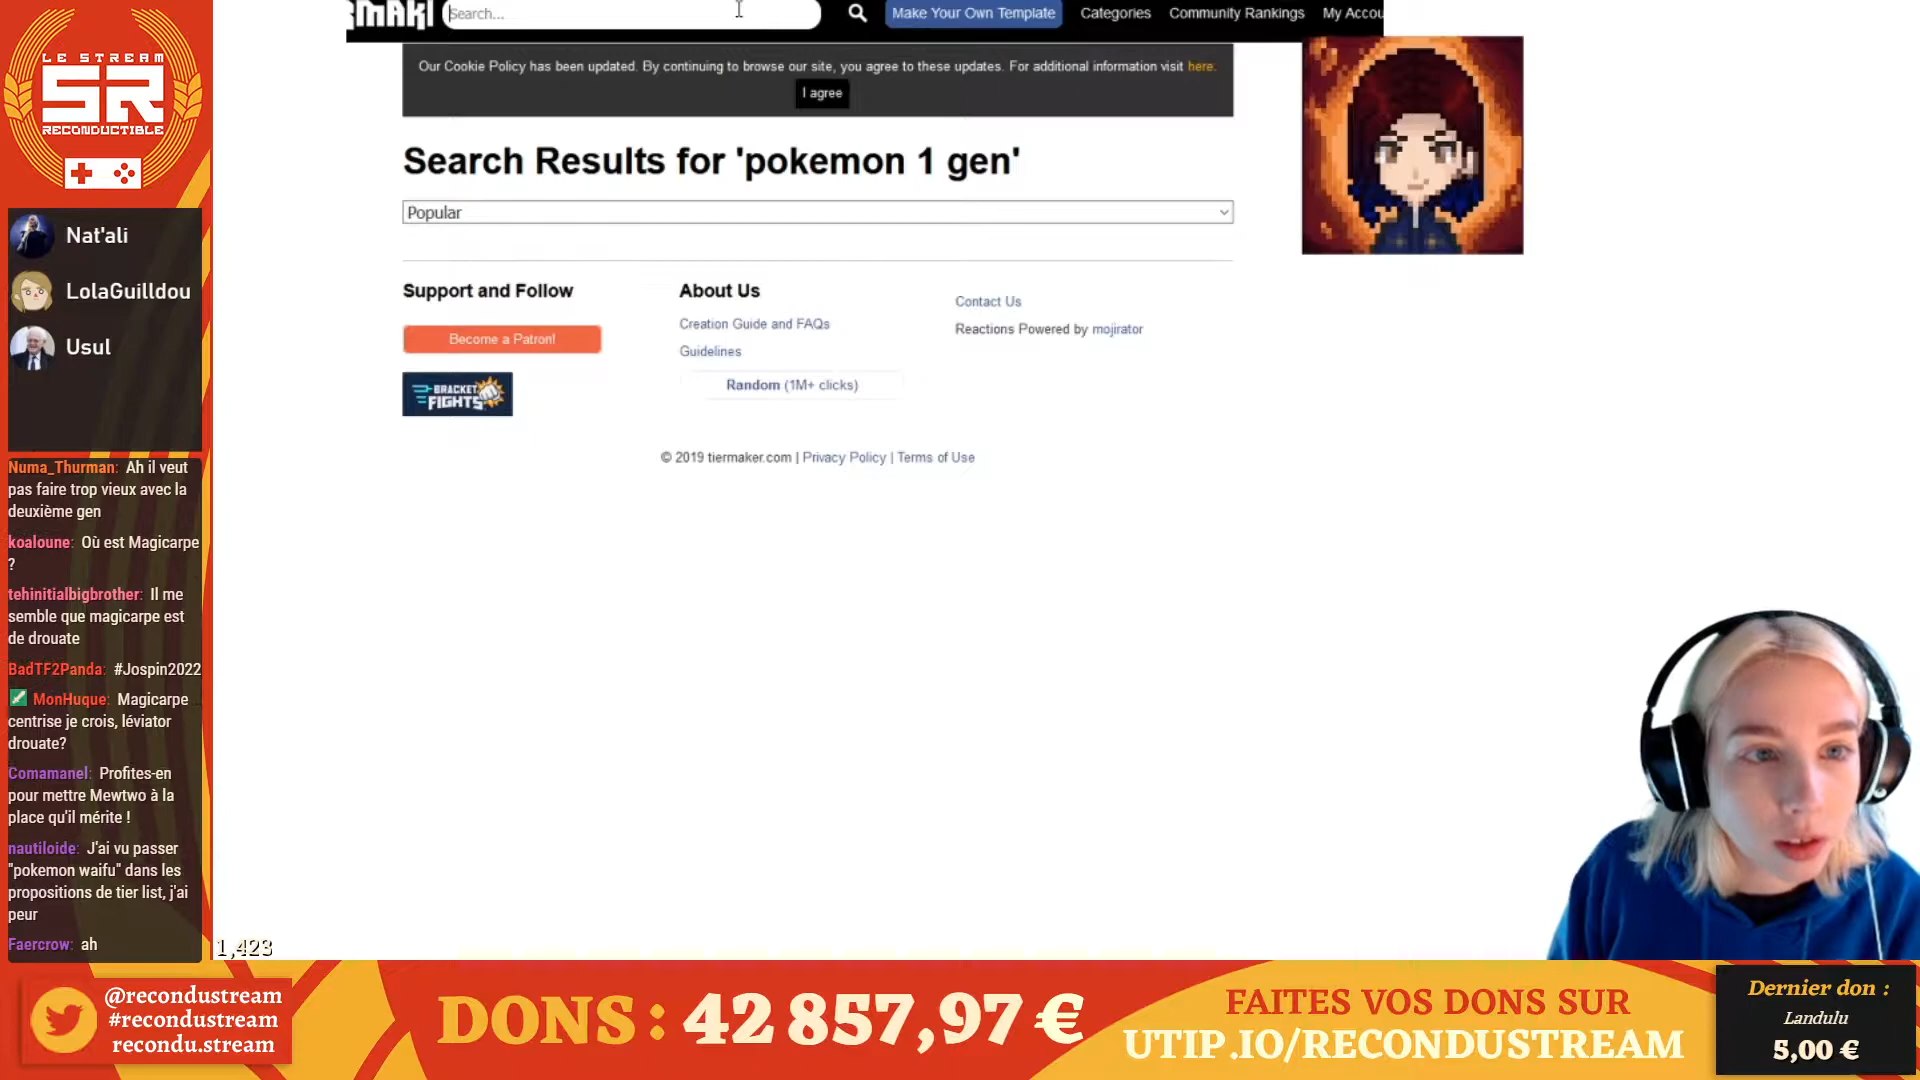 LE STREAM
SR
RECONDUCTIBLE
Nat'ali
LolaGuilldou
Usul
Numa_Thurman: Ah il veut
pas faire trop vieux avec la
deuxième gen
koaloune: Où est Magicarpe
?
tehinitialbigbrother: Il me
semble que magicarpe est
de drouate
BadTF2Panda: #Jospin2022
MonHuque: Magicarpe
centrise je crois, léviator
drouate?
Comamanel: Profites-en
pour mettre Mewtwo à la
place qu'il mérite !
nautiloide: J'ai vu passer
"pokemon waifu" dans les
propositions de tier list, j'ai
peur
Faercrow: ah
Search...
Make Your Own Template
Categories
Community Rankings
My Accou
Our Cookie Policy has been updated. By continuing to browse our site, you agree to these updates. For additional information visit here.
I agree
Search Results for 'pokemon 1 gen'
Popular
Support and Follow
Become a Patron!
BRACKET
FIGHTS
About Us
Creation Guide and FAQs
Guidelines
Random (1M+ clicks)
Contact Us
Reactions Powered by mojirator
© 2019 tiermaker.com | Privacy Policy | Terms of Use
1,423
@recondustream
#recondustream
recondu.stream
DONS : 42 857,97 €
FAITES VOS DONS SUR
UTIP.IO/RECONDUSTREAM
Dernier don :
Landulu
5,00 €